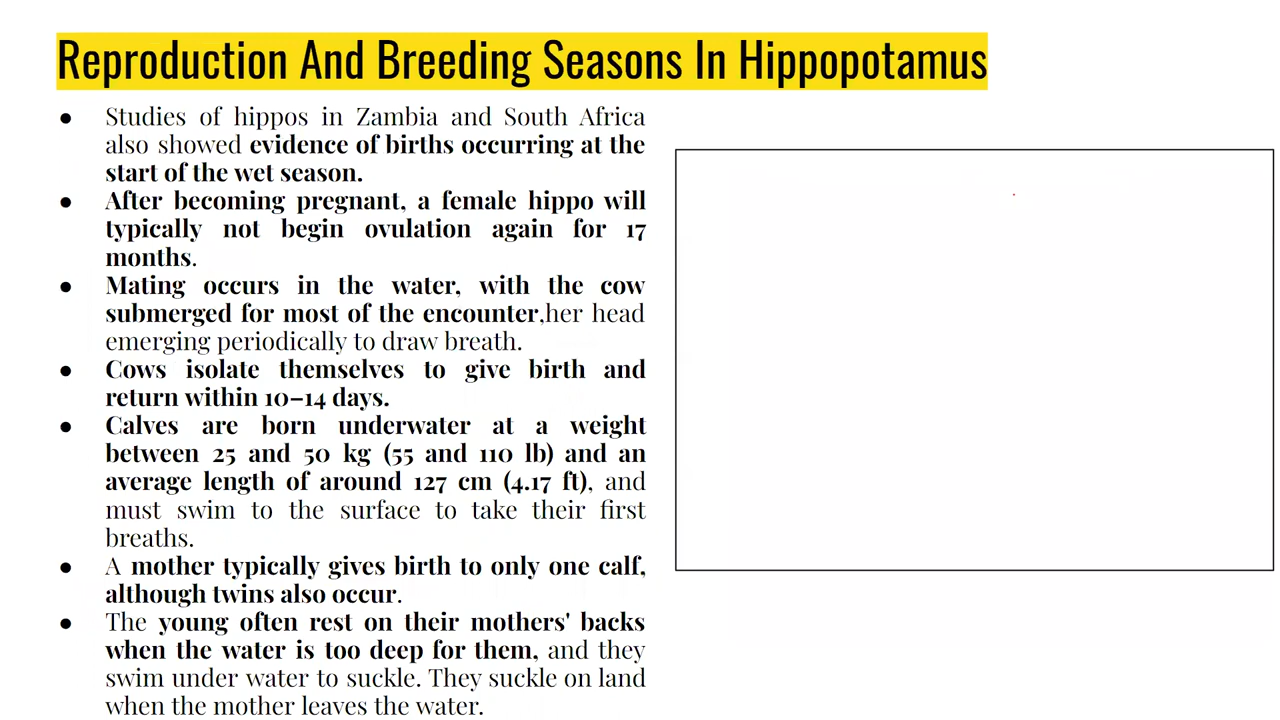 Reproduction And Breeding Seasons In Hippopotamus
● Studies of hippos in Zambia and South Africa
also showed evidence of births occurring at the
start of the wet season.
● After becoming pregnant, a female hippo will
typically not begin ovulation again for 17
months.
● Mating occurs in the water, with the cow
submerged for most of the encounter,her head
emerging periodically to draw breath.
● Cows isolate themselves to give birth and
return within 10–14 days.
● Calves are born underwater at a weight
between 25 and 50 kg (55 and 110 lb) and an
average length of around 127 cm (4.17 ft), and
must swim to the surface to take their first
breaths.
● A mother typically gives birth to only one calf,
although twins also occur.
● The young often rest on their mothers' backs
when the water is too deep for them, and they
swim under water to suckle. They suckle on land
when the mother leaves the water.